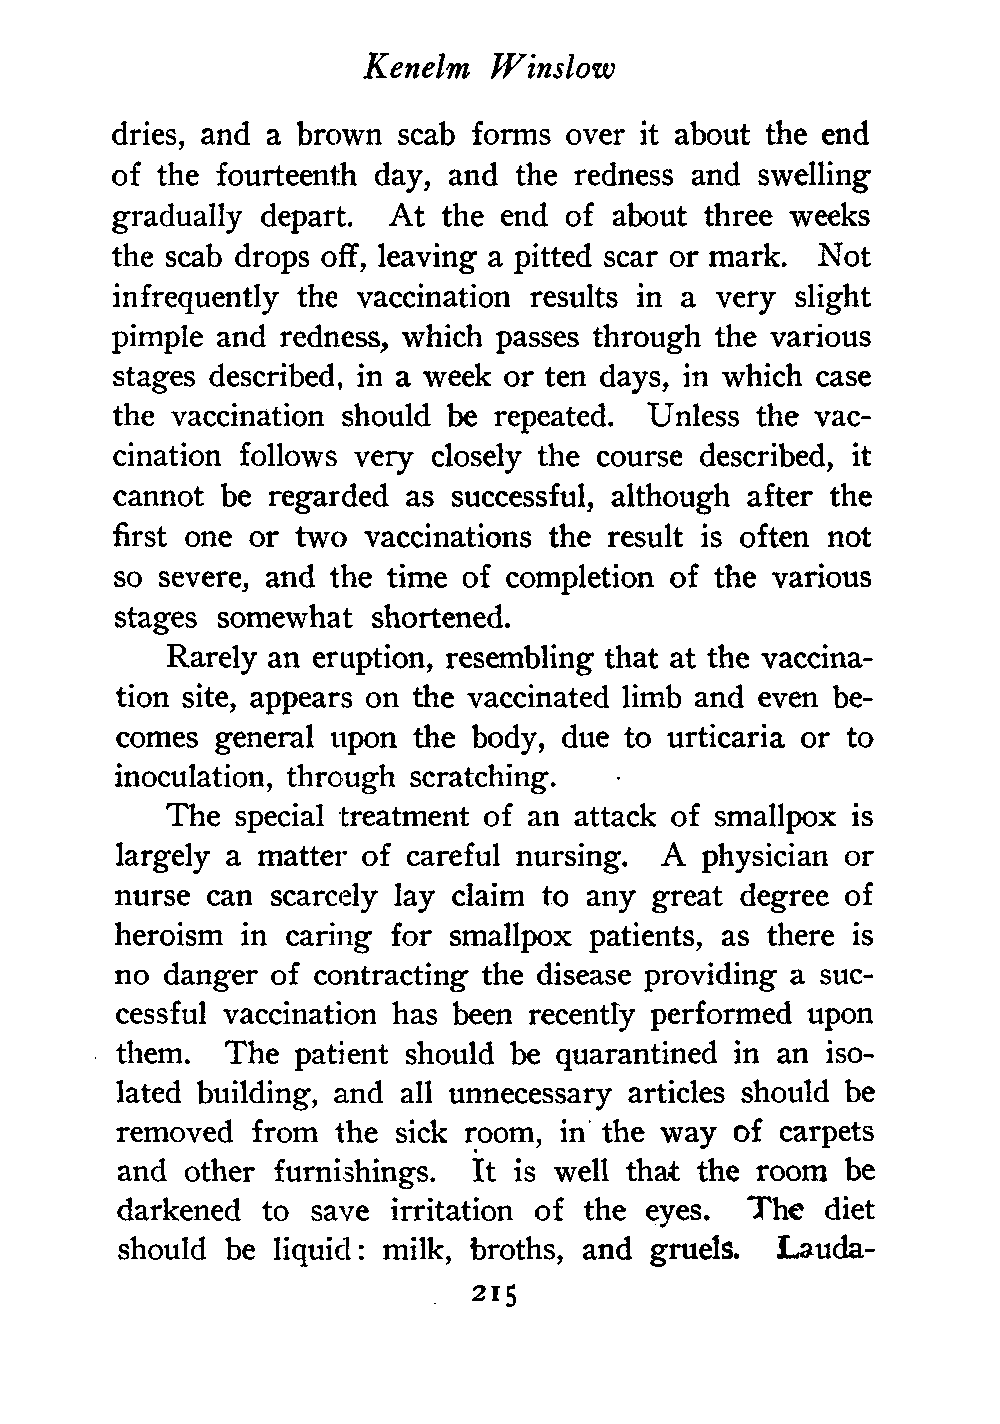 Kenelm Winslow
dries, and a brown scab forms over it about the end
of the fourteenth day, and the redness and swelling
gradually depart. At the end of about three weeks
the scab drops off, leaving a pitted scar or mark. Not
infrequently the vaccination results in a very slight
pimple and redness, which passes through the various
stages described, in a week or ten days, in which case
the vaccination should be repeated. Unless the vac-
cination follows very closely the course described, it
cannot be regarded as successful, although after the
first one or two vaccinations the result is often not
so severe, and the time of completion of the various
stages somewhat shortened.
Rarely an eruption, resembling that at the vaccina-
tion site, appears on the vaccinated limb and even be-
comes general upon the body, due to urticaria or to
inoculation, through scratching.
The special treatment of an attack of smallpox is
largely a matter of careful nursing. A physician or
nurse can scarcely lay claim to any great degree of
heroism in caring for smallpox patients, as there is
no danger of contracting the disease providing a suc-
cessful vaccination has been recently performed upon
them. The patient should be quarantined in an iso-
lated building, and all unnecessary articles should be
removed from the sick room, in the way of carpets
and other furnishings. It is well that the room be
darkened to save irritation of the eyes. The diet
should be liquid: milk, broths, and gruels. Lauda-
215